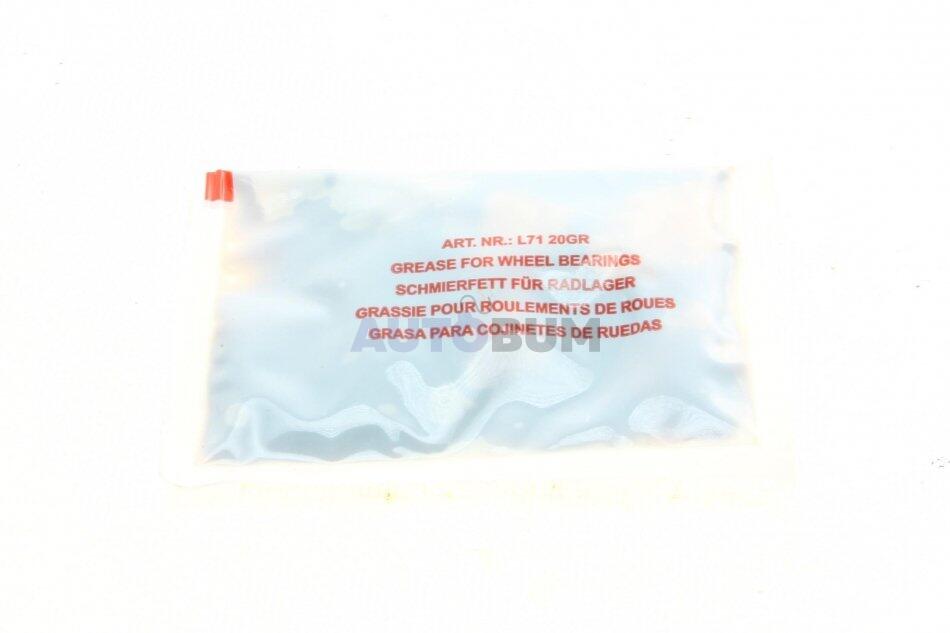 ART. NR.: L71 20GR
GREASE FOR WHEEL BEARINGS
SCHMIERFETT FÜR RADLAGER
GRASSIE POUR ROULEMENTS DE ROUES
GRASA PARA COJINETES DE RUEDAS
AUTOBUM